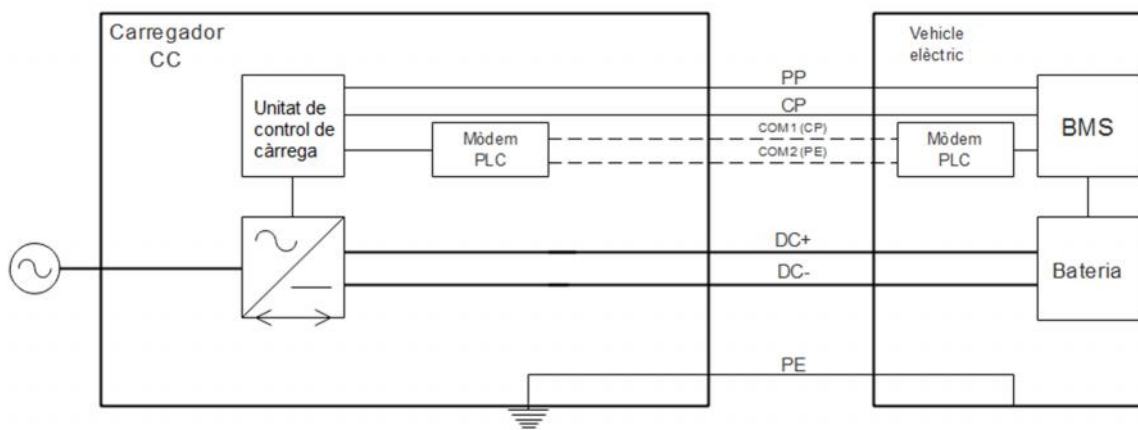 Carregador
CC
Vehicle
elèctric
Unitat de
control de
càrrega
PP
CP
BMS
Mòdem
PLC
COM1 (CP)
COM2 (PE)
Mòdem
PLC
DC+
DC-
Bateria
PE